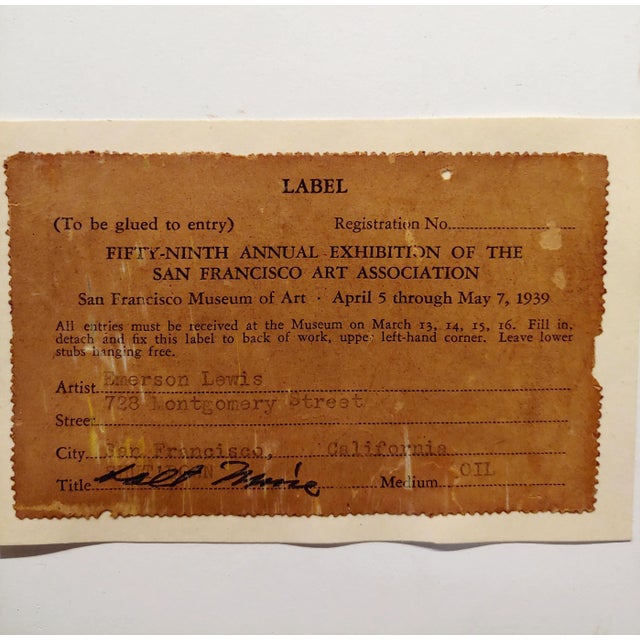 LABEL
(To be glued to entry) Registration No.
FIFTY-NINTH ANNUAL EXHIBITION OF THE
SAN FRANCISCO ART ASSOCIATION
San Francisco Museum of Art · April 5 through May 7, 1939
All entries must be received at the Museum on March 13, 14, 15, 16. Fill in,
detach and fix this label to back of work, upper left-hand corner. Leave lower
stubs hanging free.
Artist Emerson Lewis
Street 728 Montgomery Street
City San Francisco, California
Title Medium OIL